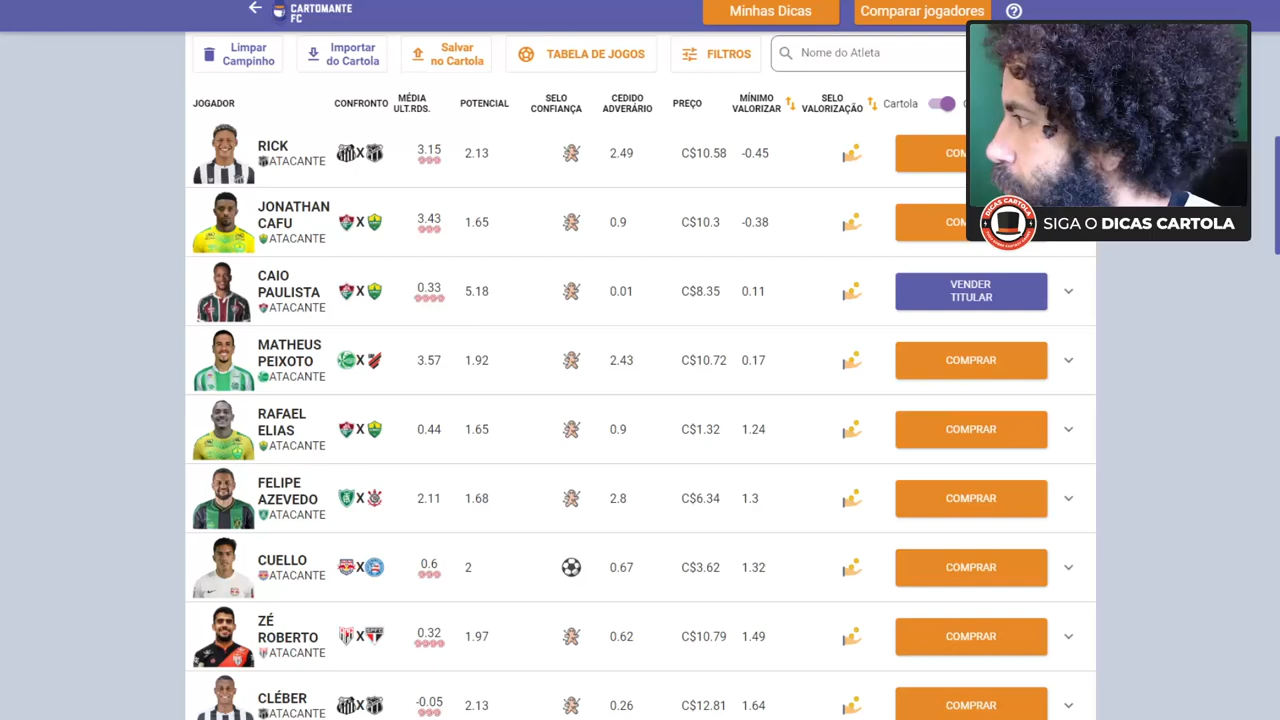 CARTOMANTE
FC
Minhas Dicas
Comparar jogadores
Limpar
Campinho
Importar
do Cartola
Salvar
no Cartola
TABELA DE JOGOS
FILTROS
Nome do Atleta
JOGADOR
CONFRONTO
MÉDIA
ULT.RDS.
POTENCIAL
SELO
CONFIANÇA
CEDIDO
ADVERÁRIO
PREÇO
MÍNIMO
VALORIZAR
SELO
VALORIZAÇÃO
Cartola
RICK
ATACANTE
X
3.15
2.13
2.49
C$10.58
-0.45
COM
JONATHAN
CAFU
ATACANTE
X
3.43
1.65
0.9
C$10.3
-0.38
COM
DICAS CARTOLA
SIGA O DICAS CARTOLA
CAIO
PAULISTA
ATACANTE
X
0.33
5.18
0.01
C$8.35
0.11
VENDER
TITULAR
MATHEUS
PEIXOTO
ATACANTE
X
3.57
1.92
2.43
C$10.72
0.17
COMPRAR
RAFAEL
ELIAS
ATACANTE
X
0.44
1.65
0.9
C$1.32
1.24
COMPRAR
FELIPE
AZEVEDO
ATACANTE
X
2.11
1.68
2.8
C$6.34
1.3
COMPRAR
CUELLO
ATACANTE
X
0.6
2
0.67
C$3.62
1.32
COMPRAR
ZÉ
ROBERTO
ATACANTE
X
0.32
1.97
0.62
C$10.79
1.49
COMPRAR
CLÉBER
ATACANTE
X
-0.05
2.13
0.26
C$12.81
1.64
COMPRAR